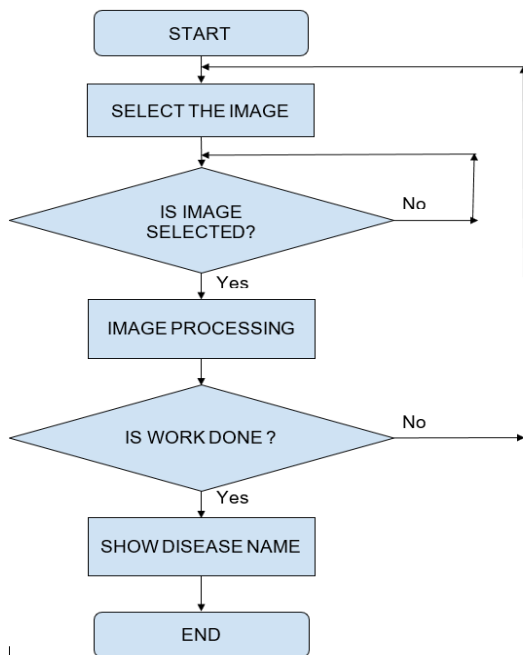 START
SELECT THE IMAGE
IS IMAGE
SELECTED?
No
Yes
IMAGE PROCESSING
IS WORK DONE ?
No
Yes
SHOW DISEASE NAME
END